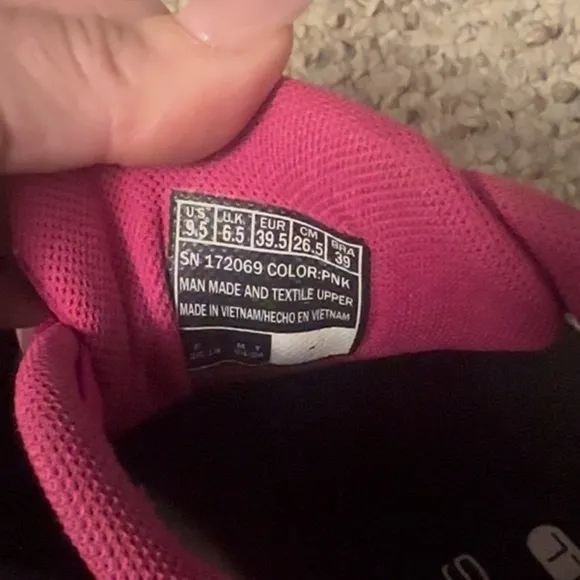 U.S. U.K. EUR CM BRA
9.5 6.5 39.5 26.5 39
SN 172069 COLOR:PNK
MAN MADE AND TEXTILE UPPER
MADE IN VIETNAM/HECHO EN VIETNAM